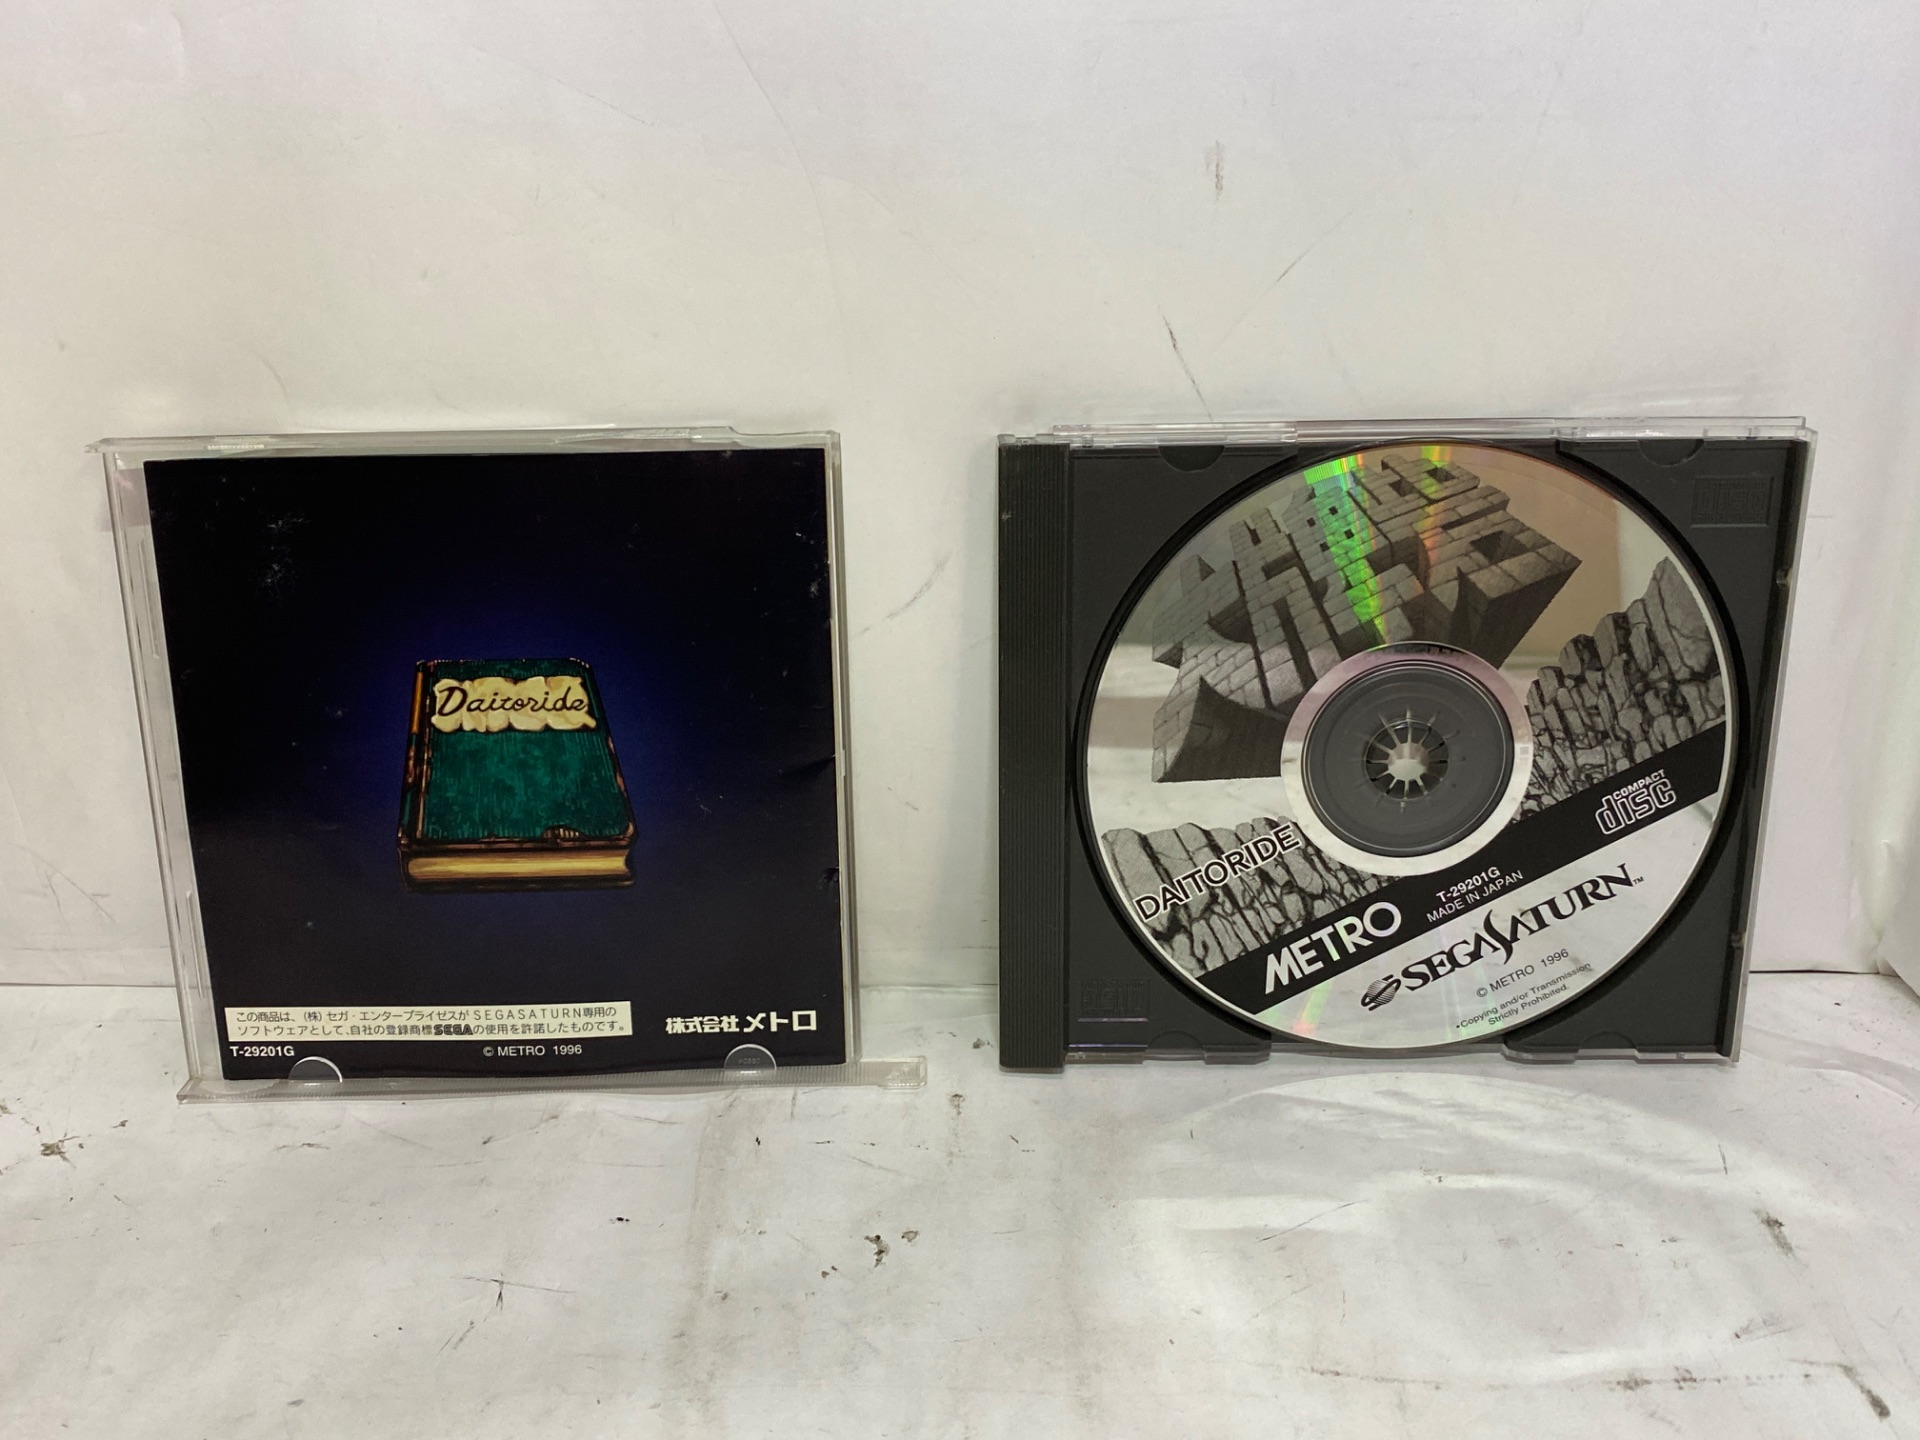 Daitoride
この商品は、(株)セガ・エンタープライゼスがSEGASATURN専用の
ソフトウェアとして、自社の登録商標SEGAの使用を許諾したものです。
株式会社メトロ
T-29201G
© METRO 1996
DAITORIDE
METRO
T-29201G
MADE IN JAPAN
COMPACT
disc
SEGASATURN™
© METRO 1996
•Copying and/or Transmission
Strictly Prohibited.